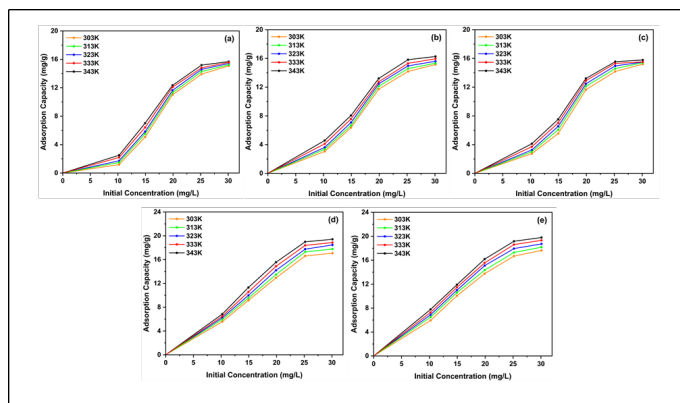 (a)
303K
313K
323K
333K
343K
Adsorption Capacity (mg/g)
20
16
12
8
4
0
0 5 10 15 20 25 30
Initial Concentration (mg/L)
(b)
303K
313K
323K
333K
343K
Adsorption Capacity (mg/g)
20
16
12
8
4
0
0 5 10 15 20 25 30
Initial Concentration (mg/L)
(c)
303K
313K
323K
333K
343K
Adsorption Capacity (mg/g)
20
16
12
8
4
0
0 5 10 15 20 25 30
Initial Concentration (mg/L)
(d)
303K
313K
323K
333K
343K
Adsorption Capacity (mg/g)
24
20
16
12
8
4
0
0 5 10 15 20 25 30
Initial Concentration (mg/L)
(e)
303K
313K
323K
333K
343K
Adsorption Capacity (mg/g)
24
20
16
12
8
4
0
0 5 10 15 20 25 30
Initial Concentration (mg/L)